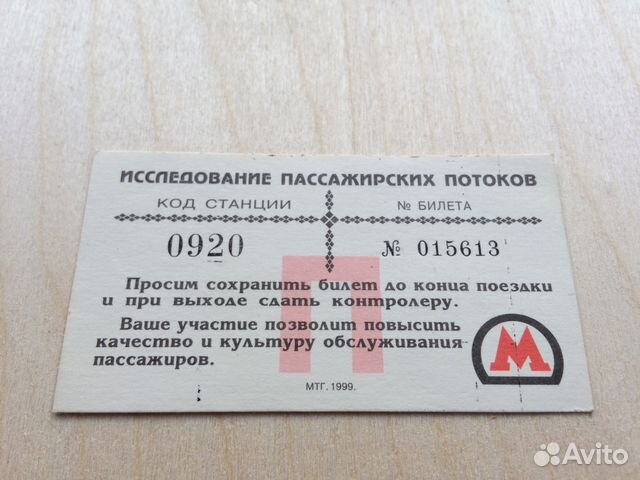 ИССЛЕДОВАНИЕ ПАССАЖИРСКИХ ПОТОКОВ
КОД СТАНЦИИ № БИЛЕТА
0920 № 015613
П
Просим сохранить билет до конца поездки
и при выходе сдать контролеру.
Ваше участие позволит повысить
качество и культуру обслуживания
пассажиров.
М
МТГ. 1999.
Avito